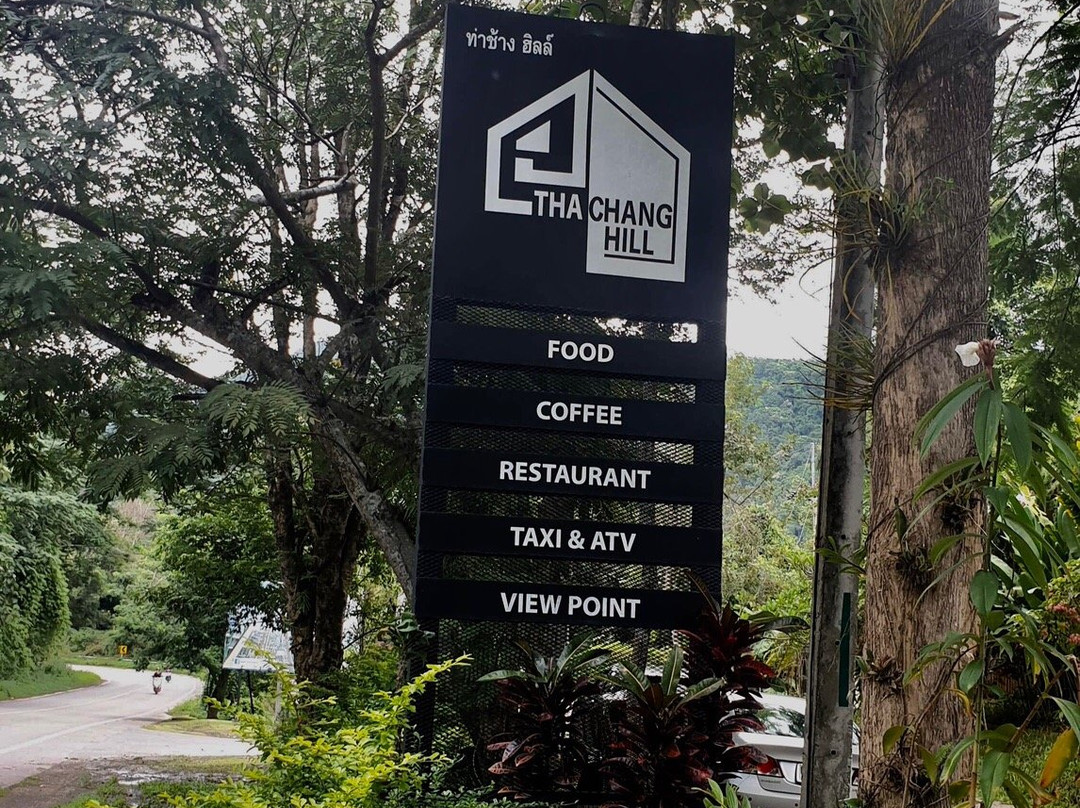 ท่าช้าง ฮิลล์
THA CHANG
HILL
FOOD
COFFEE
RESTAURANT
TAXI & ATV
VIEW POINT